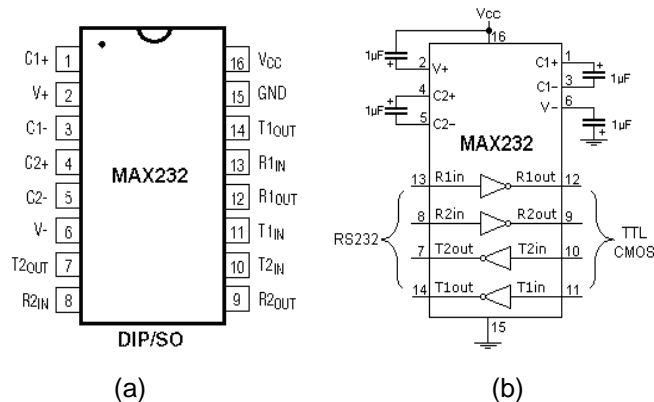 C1+ 1
V+ 2
C1- 3
C2+ 4
C2- 5
V- 6
T2OUT 7
R2IN 8
MAX232
16 VCC
15 GND
14 T1OUT
13 R1IN
12 R1OUT
11 T1IN
10 T2IN
9 R2OUT
DIP/SO
(a)
Vcc
16
1µF + 2 V+
1µF + 4 C2+
5 C2-
C1+ 1
C1- 3 + 1µF
V- 6
+ 1µF
MAX232
13 R1in R1out 12
8 R2in R2out 9
7 T2out T2in 10
14 T1out T1in 11
RS232
TTL
CMOS
15
(b)